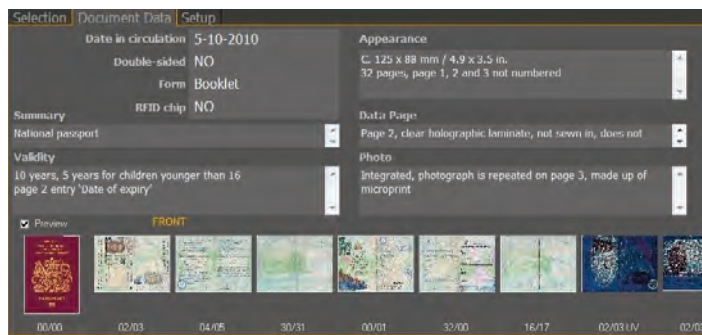 Selection Document Data Setup
Date in circulation 5-10-2010
Double-sided NO
Form Booklet
RFID chip NO
Summary
National passport
Validity
10 years, 5 years for children younger than 16
page 2 entry 'Date of expiry'
Appearance
C. 125 x 88 mm / 4.9 x 3.5 in.
32 pages, page 1, 2 and 3 not numbered
Data Page
Page 2, clear holographic laminate, not sewn in, does not
Photo
Integrated, photograph is repeated on page 3, made up of
microprint
Preview FRONT
00/00 02/03 04/05 30/31 00/01 32/00 16/17 02/03 UV 02/03